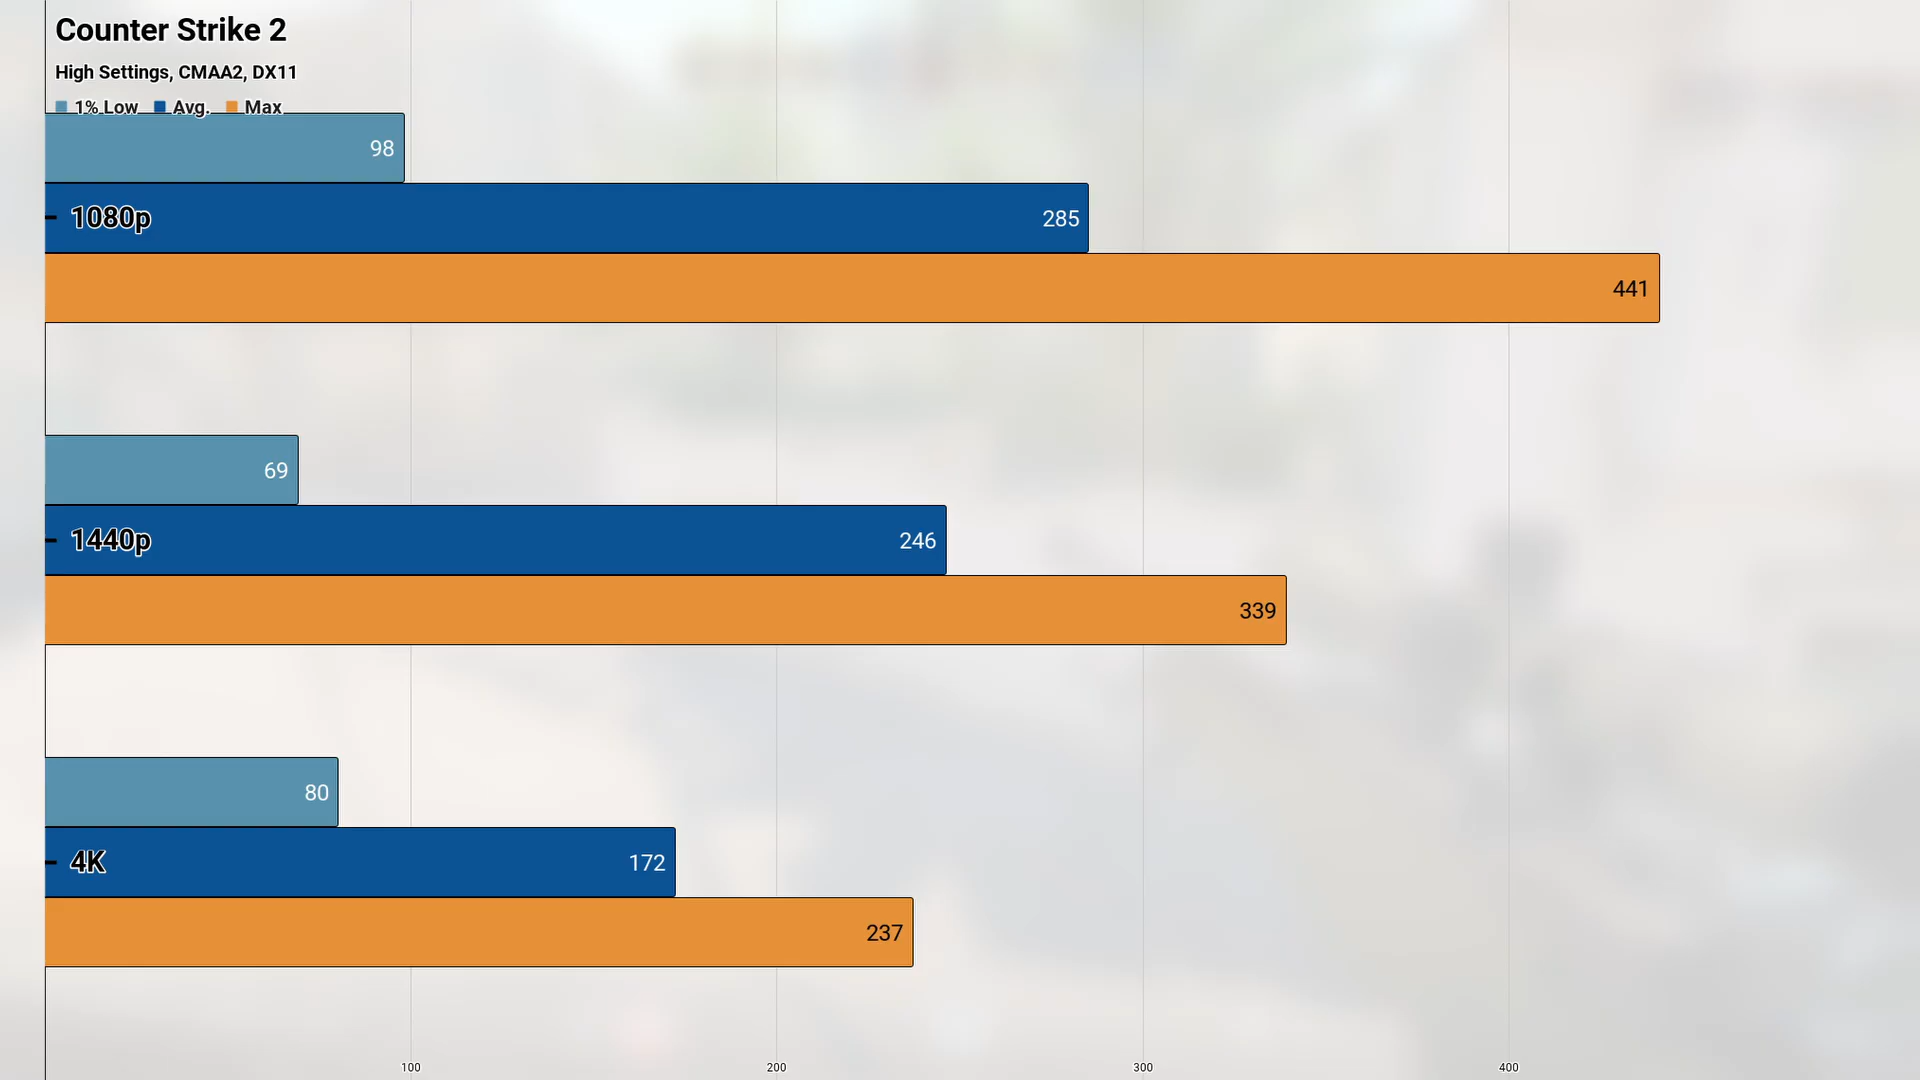 Counter Strike 2
High Settings, CMAA2, DX11
1% Low Avg. Max
98
1080p 285
441
69
1440p 246
339
80
4K 172
237
100 200 300 400